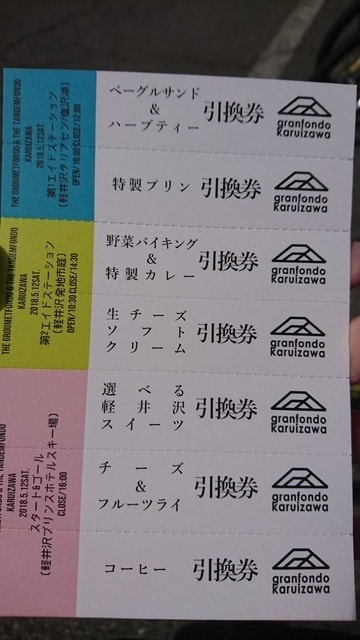 THE GROUMETFONDO & THE TANDEMFONDO
KARUIZAWA
2018.5.12SAT.
第1エイドステーション
(軽井沢タリアセン/塩沢湖)
OPEN/10:00 CLOSE/12:00
ベーグルサンド
&
ハーブティー
引換券
granfondo
Karuizawa
特製プリン
引換券
granfondo
Karuizawa
THE GROUMETFONDO & THE TANDEMFONDO
KARUIZAWA
2018.5.12SAT.
第2エイドステーション
(軽井沢発地市庭)
OPEN/10:30 CLOSE/14:30
野菜バイキング
&
特製カレー
引換券
granfondo
Karuizawa
生チーズ
ソフト
クリーム
引換券
granfondo
Karuizawa
& THE TANDEMFONDO
KARUIZAWA
2018.5.12SAT.
スタート&ゴール
(軽井沢プリンスホテルスキー場)
CLOSE/16:00
選べる
軽井沢
スイーツ
引換券
granfondo
Karuizawa
チーズ
&
フルーツライ
引換券
granfondo
Karuizawa
コーヒー
引換券
granfondo
Karuizawa